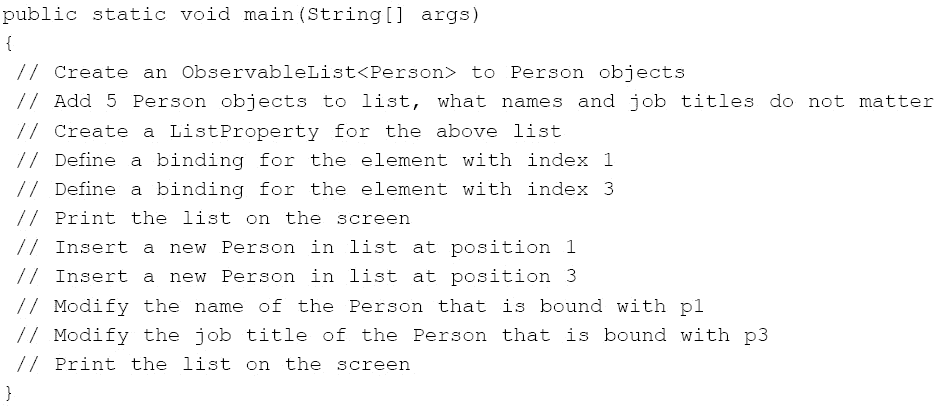 public static void main(String[] args)
{
// Create an ObservableList<Person> to Person objects
// Add 5 Person objects to list, what names and job titles do not matter
// Create a ListProperty for the above list
// Define a binding for the element with index 1
// Define a binding for the element with index 3
// Print the list on the screen
// Insert a new Person in list at position 1
// Insert a new Person in list at position 3
// Modify the name of the Person that is bound with p1
// Modify the job title of the Person that is bound with p3
// Print the list on the screen
}